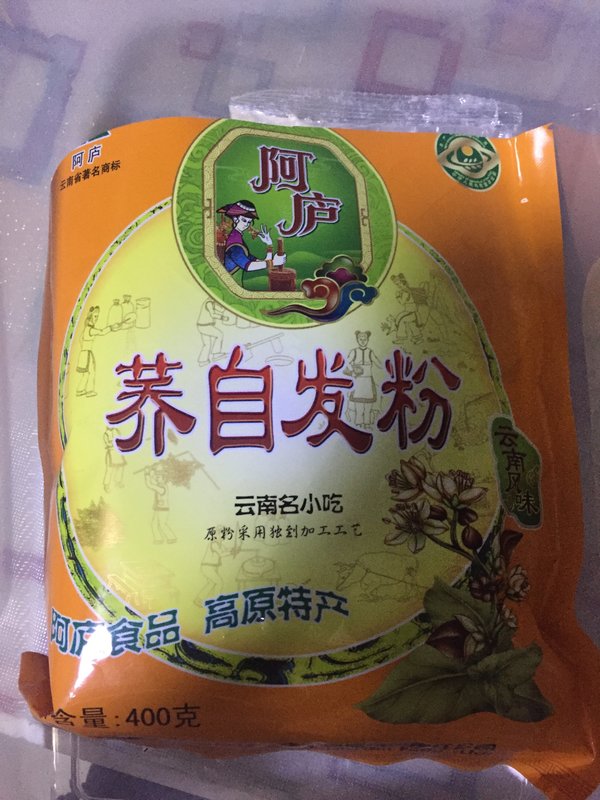 阿庐
云南省著名商标
阿庐
荞自发粉
云南风味
云南名小吃
原粉采用独到加工工艺
阿庐食品 高原特产
含量:400克